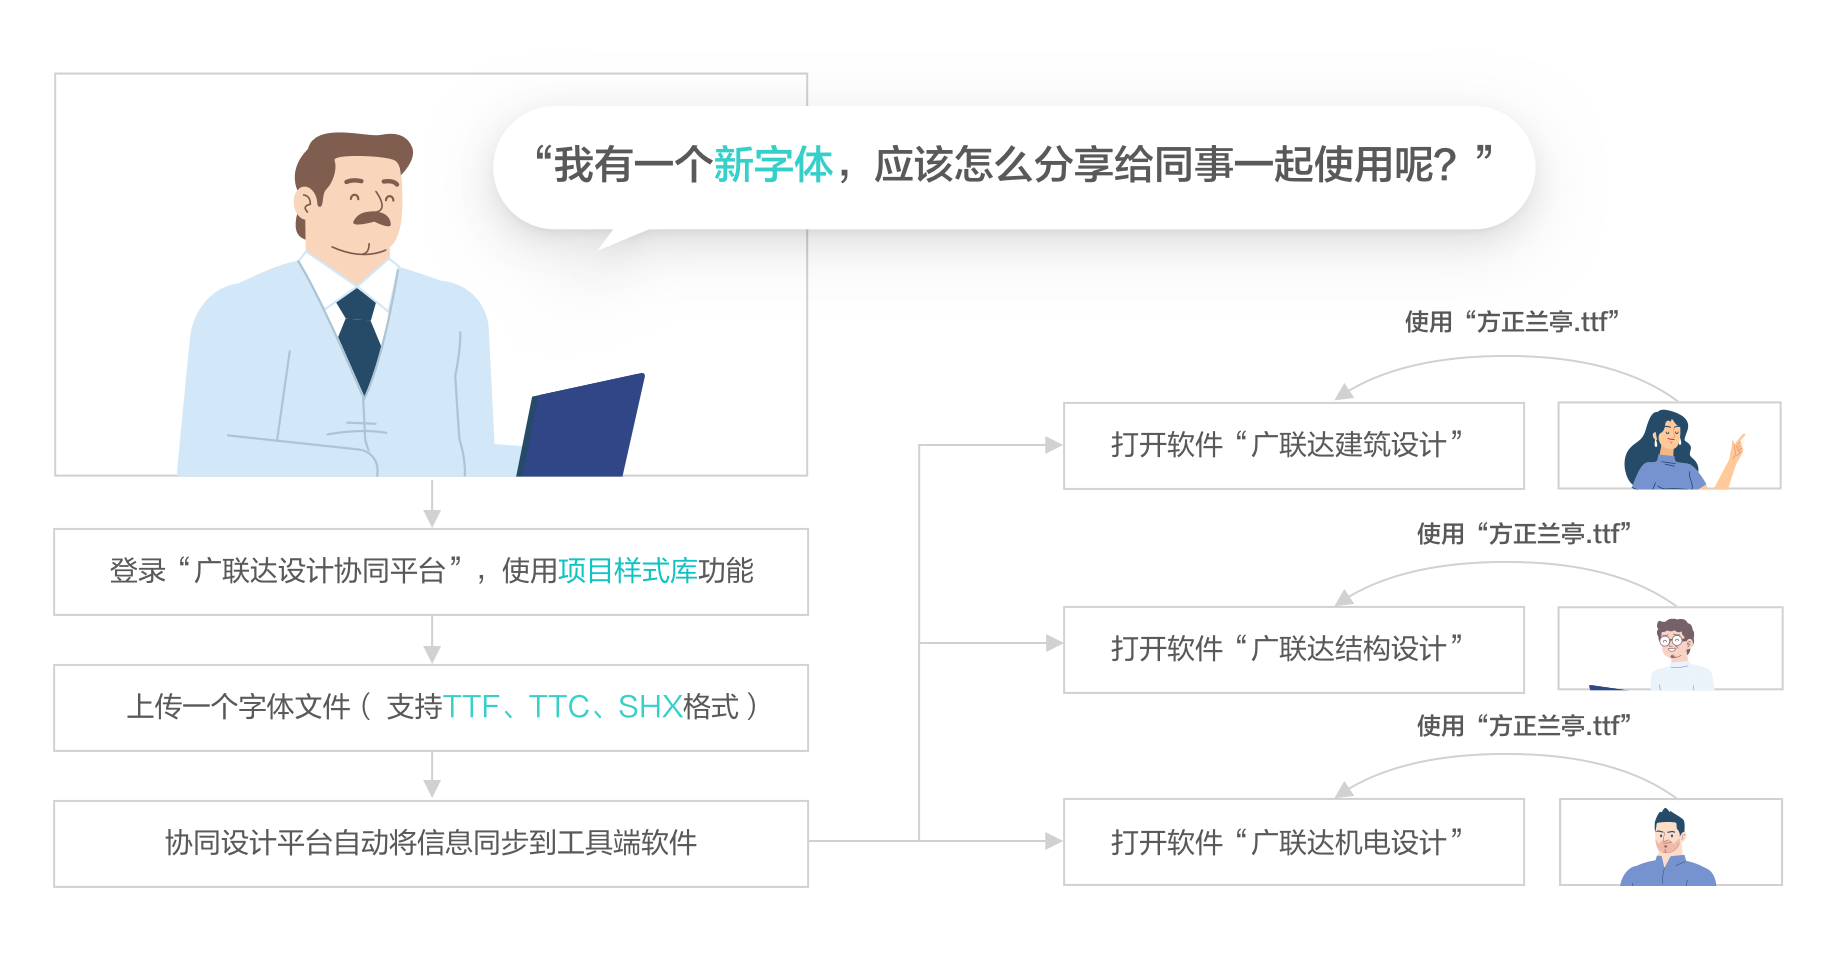 “我有一个新字体，应该怎么分享给同事一起使用呢？”
登录“广联达设计协同平台”，使用项目样式库功能
上传一个字体文件（支持TTF、TTC、SHX格式）
协同设计平台自动将信息同步到工具端软件
使用“方正兰亭.ttf”
打开软件“广联达建筑设计”
使用“方正兰亭.ttf”
打开软件“广联达结构设计”
使用“方正兰亭.ttf”
打开软件“广联达机电设计”